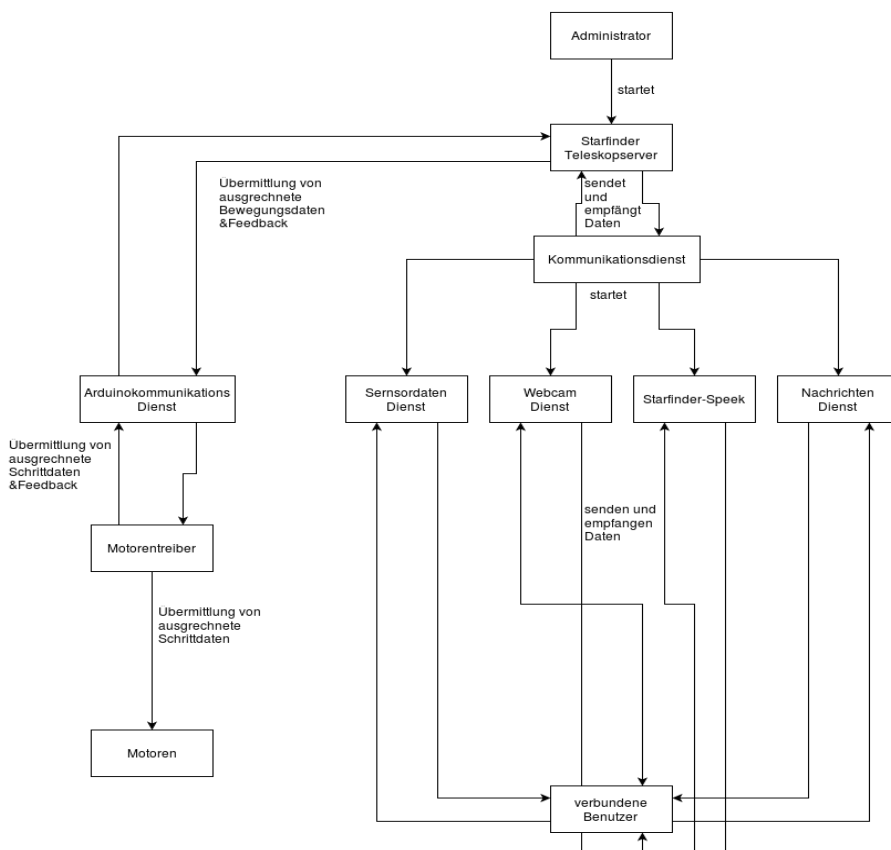 Administrator
startet
Starfinder
Teleskopserver
Übermittlung von
ausgrechnete
Bewegungsdaten
&Feedback
sendet
und
empfängt
Daten
Kommunikationsdienst
startet
Arduinokommunikations
Dienst
Sernsordaten
Dienst
Webcam
Dienst
Starfinder-Speek
Nachrichten
Dienst
Übermittlung von
ausgrechnete
Schrittdaten
&Feedback
senden und
empfangen
Daten
Motorentreiber
Übermittlung von
ausgrechnete
Schrittdaten
Motoren
verbundene
Benutzer